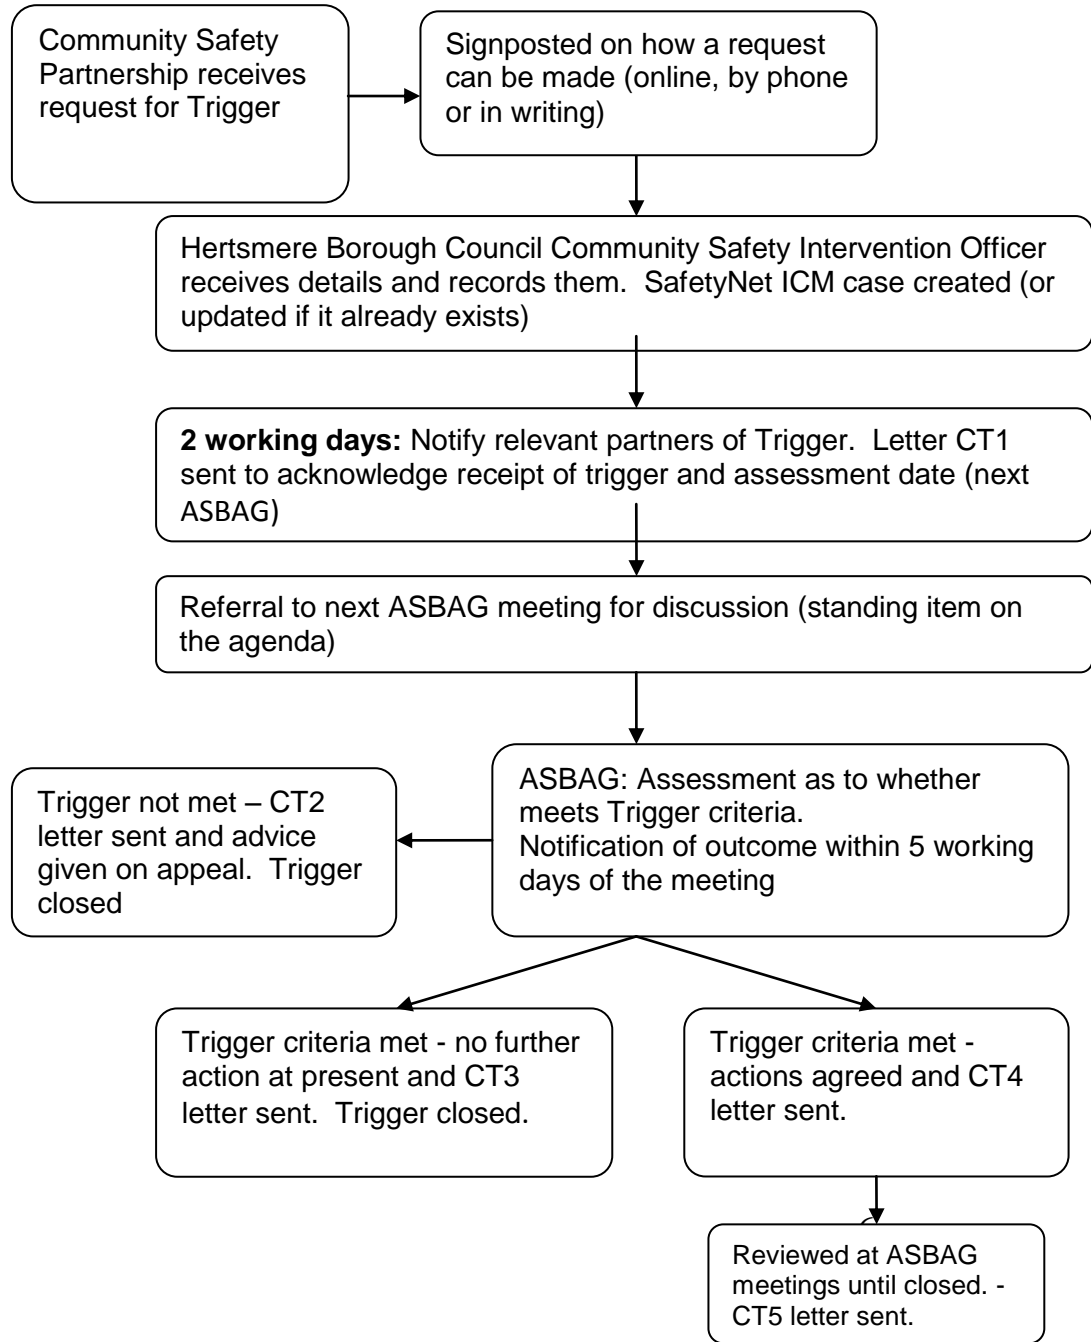 Community Safety
Partnership receives
request for Trigger
Signposted on how a request
can be made (online, by phone
or in writing)
Hertsmere Borough Council Community Safety Intervention Officer
receives details and records them.  SafetyNet ICM case created (or
updated if it already exists)
2 working days: Notify relevant partners of Trigger.  Letter CT1
sent to acknowledge receipt of trigger and assessment date (next
ASBAG)
Referral to next ASBAG meeting for discussion (standing item on
the agenda)
ASBAG: Assessment as to whether
meets Trigger criteria.
Notification of outcome within 5 working
days of the meeting
Trigger not met – CT2
letter sent and advice
given on appeal.  Trigger
closed
Trigger criteria met - no further
action at present and CT3
letter sent.  Trigger closed.
Trigger criteria met -
actions agreed and CT4
letter sent.
Reviewed at ASBAG
meetings until closed. -
CT5 letter sent.